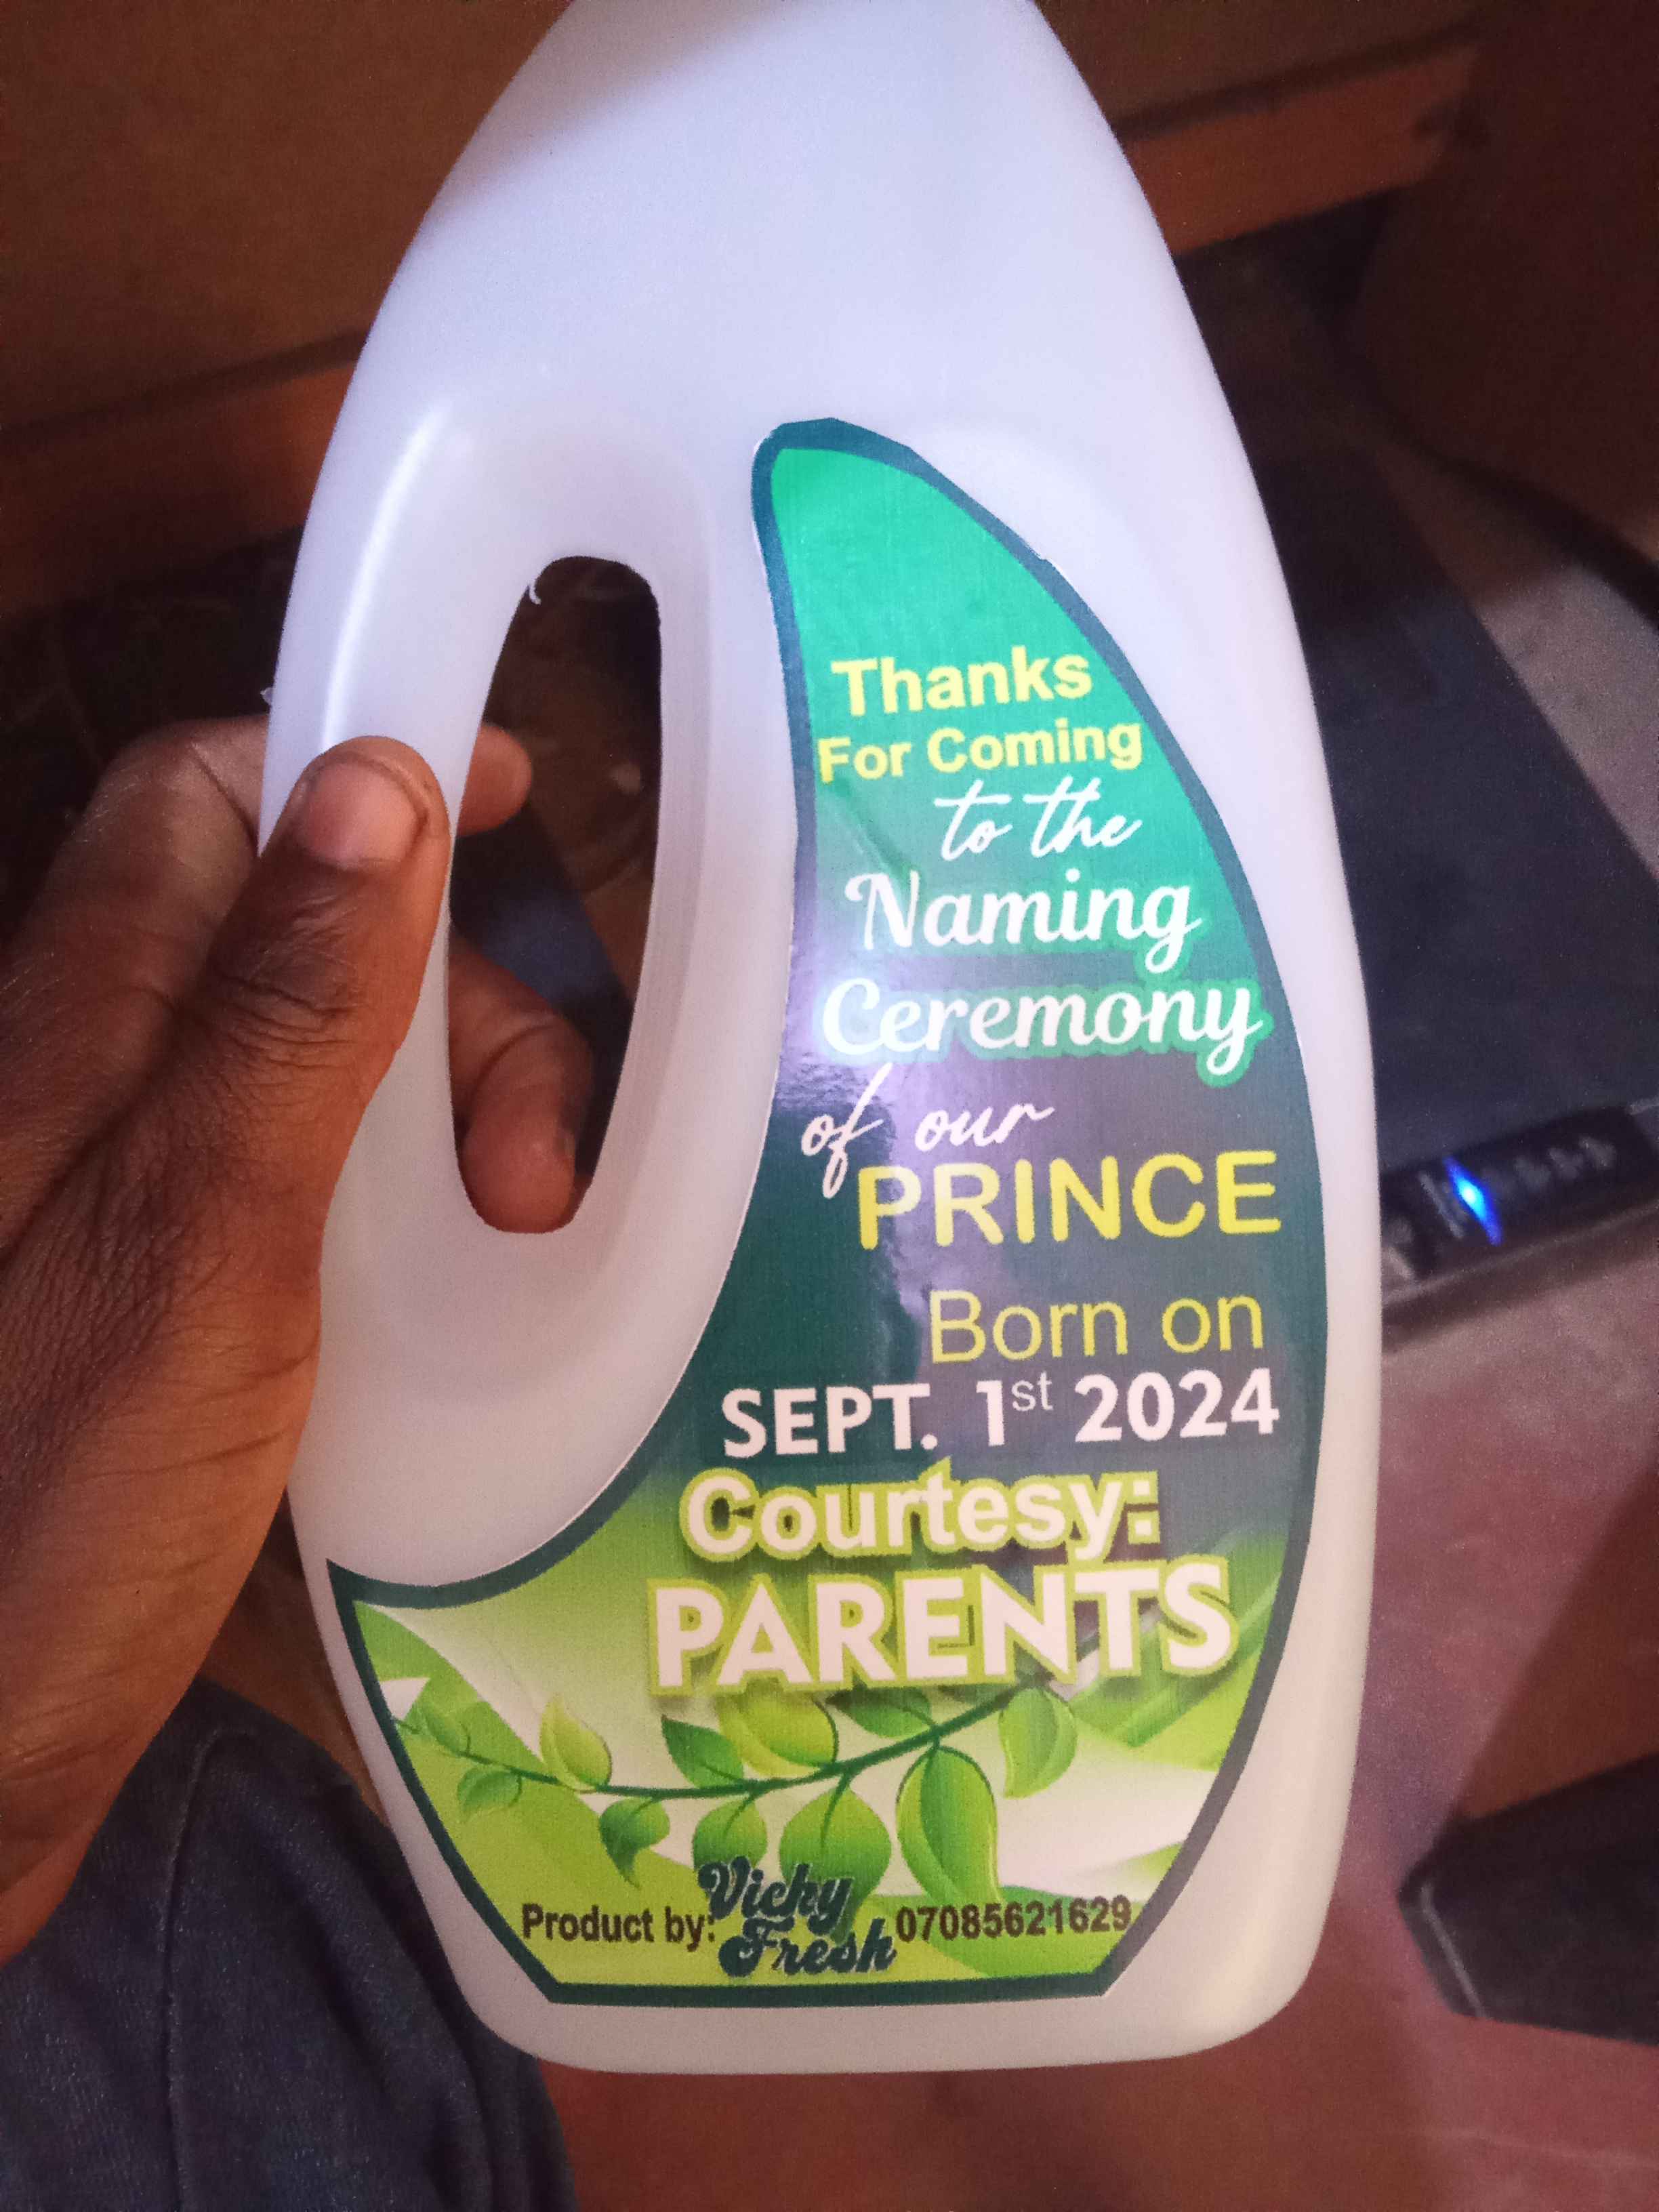 Thanks
For Coming
to the
Naming
Ceremony
of our
PRINCE
Born on
SEPT. 1st 2024
Courtesy:
PARENTS
Product by: Vicky Fresh 07085621629